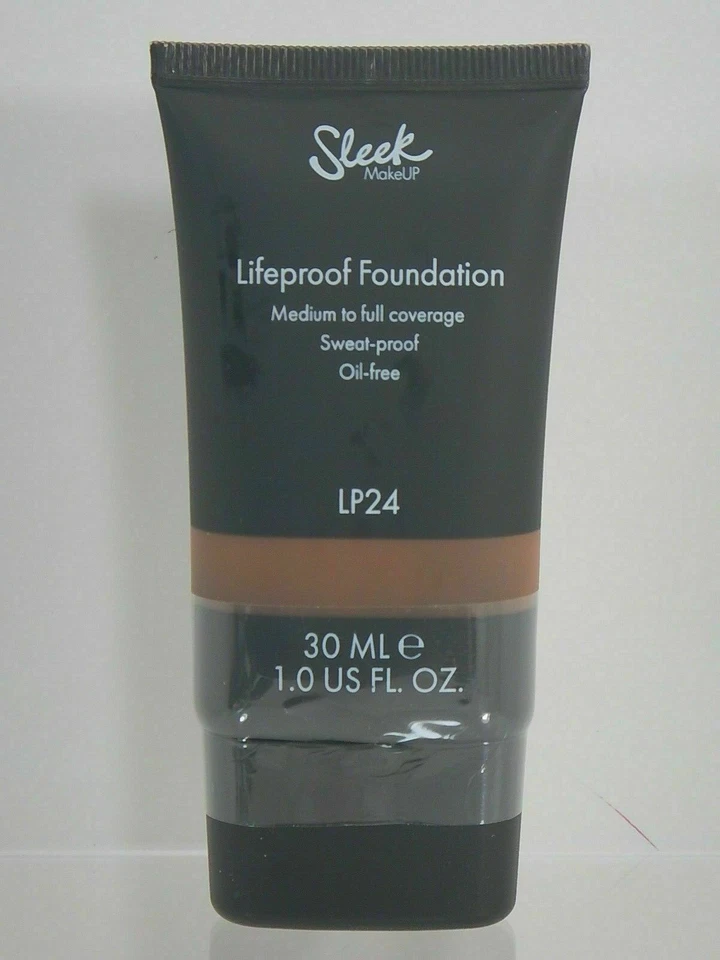 Sleek
MakeUP
Lifeproof Foundation
Medium to full coverage
Sweat-proof
Oil-free
LP24
30 ML ℮
1.0 US FL. OZ.